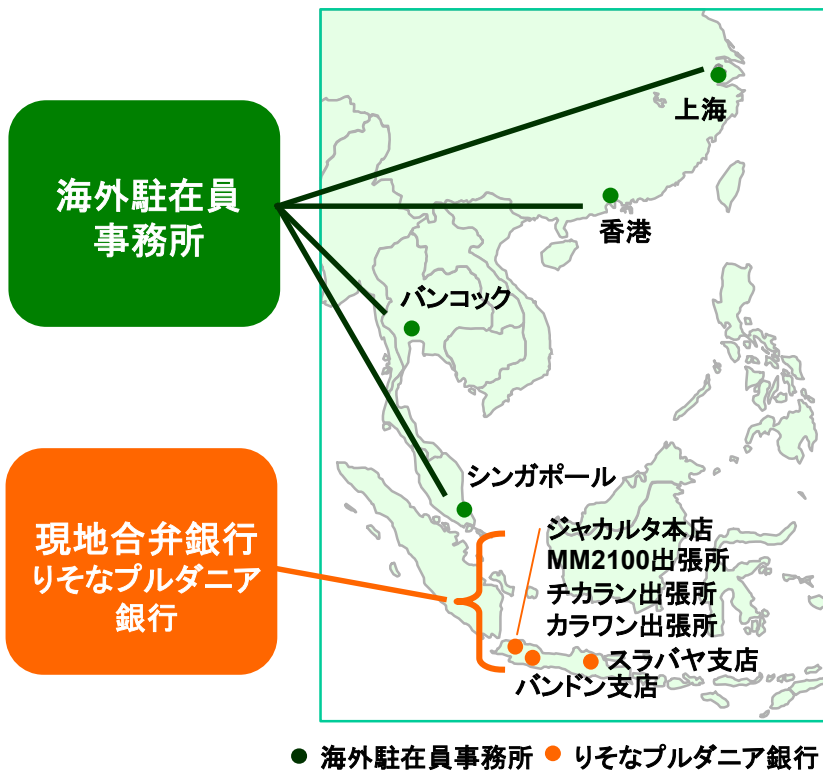 海外駐在員
事務所
上海
香港
バンコック
シンガポール
現地合弁銀行
りそなプルダニア
銀行
ジャカルタ本店
MM2100出張所
チカラン出張所
カラワン出張所
スラバヤ支店
バンドン支店
海外駐在員事務所 りそなプルダニア銀行